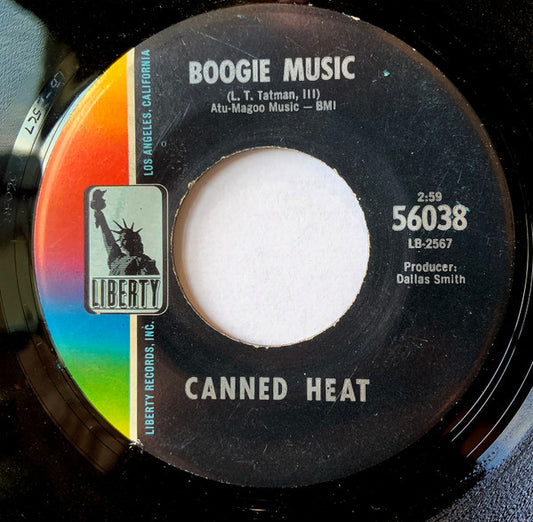 BOOGIE MUSIC
(L. T. Tatman, III)
Atu-Magoo Music — BMI
LOS ANGELES, CALIFORNIA
LIBERTY
LIBERTY RECORDS, INC.
2:59
56038
LB-2567
Producer:
Dallas Smith
CANNED HEAT